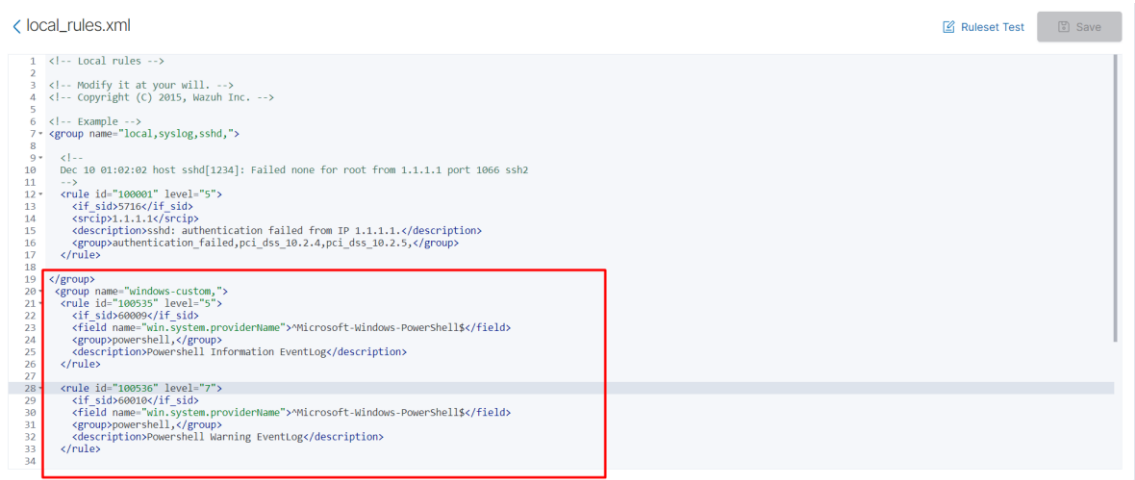 local_rules.xml
Ruleset Test
Save
1 <!-- Local rules -->
2
3 <!-- Modify it at your will. -->
4 <!-- Copyright (C) 2015, Wazuh Inc. -->
5
6 <!-- Example -->
7 <group name="local,syslog,sshd,">
8
9 <!--
10 Dec 10 01:02:02 host sshd[1234]: Failed none for root from 1.1.1.1 port 1066 ssh2
11 -->
12 <rule id="100001" level="5">
13 <if_sid>5716</if_sid>
14 <srcip>1.1.1.1</srcip>
15 <description>sshd: authentication failed from IP 1.1.1.1.</description>
16 <group>authentication_failed,pci_dss_10.2.4,pci_dss_10.2.5,</group>
17 </rule>
18
19 </group>
20 <group name="windows-custom,">
21 <rule id="100535" level="5">
22 <if_sid>60009</if_sid>
23 <field name="win.system.providerName">^Microsoft-Windows-PowerShell$</field>
24 <group>powershell,</group>
25 <description>Powershell Information EventLog</description>
26 </rule>
27
28 <rule id="100536" level="7">
29 <if_sid>60010</if_sid>
30 <field name="win.system.providerName">^Microsoft-Windows-PowerShell$</field>
31 <group>powershell,</group>
32 <description>Powershell Warning EventLog</description>
33 </rule>
34